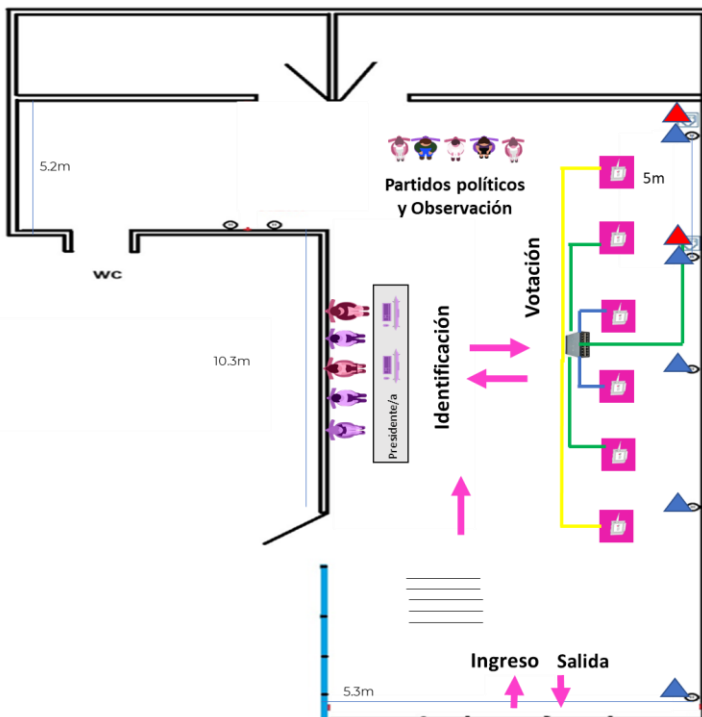 5.2m
Partidos políticos
y Observación
5m
WC
Votación
Identificación
10.3m
Presidente/a
Ingreso Salida
5.3m